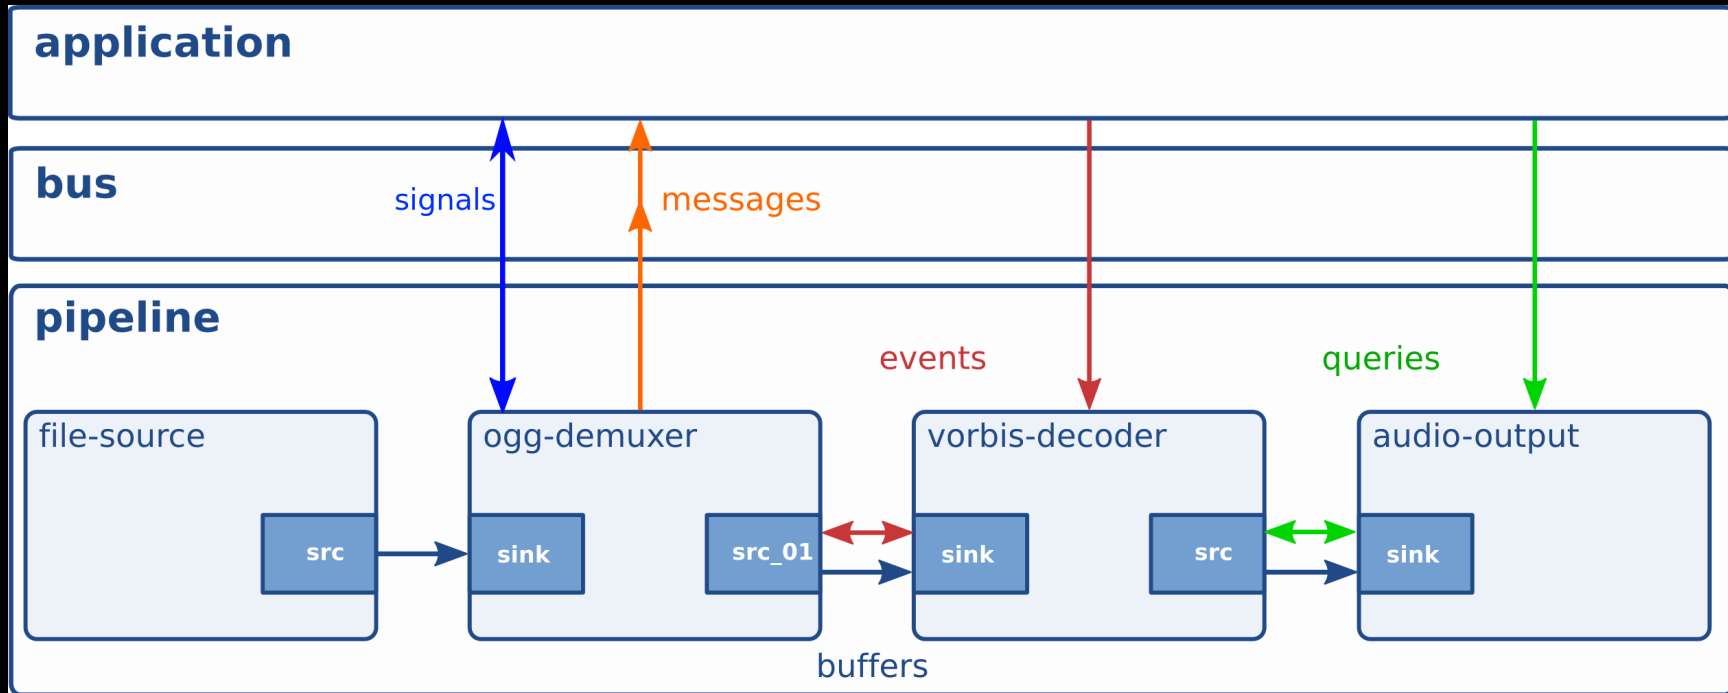 application
bus
signals
messages
pipeline
events
queries
file-source
ogg-demuxer
vorbis-decoder
audio-output
src
sink
src_01
sink
src
sink
buffers